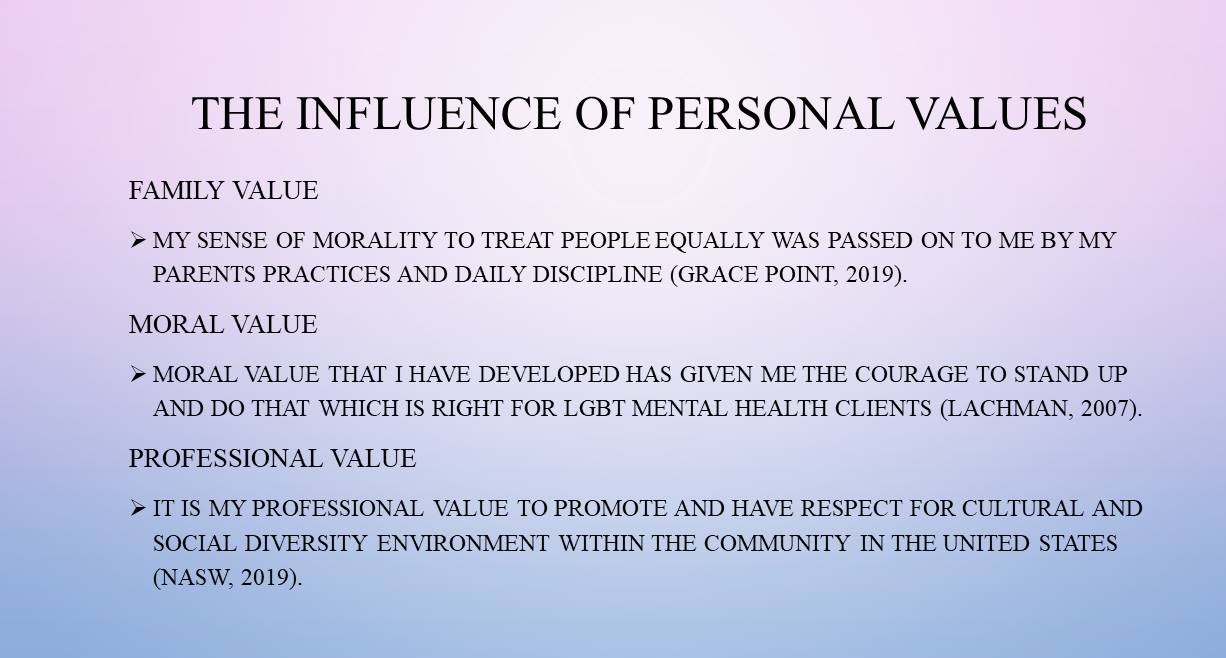 THE INFLUENCE OF PERSONAL VALUES
FAMILY VALUE
➢ MY SENSE OF MORALITY TO TREAT PEOPLE EQUALLY WAS PASSED ON TO ME BY MY
PARENTS PRACTICES AND DAILY DISCIPLINE (GRACE POINT, 2019).
MORAL VALUE
➢ MORAL VALUE THAT I HAVE DEVELOPED HAS GIVEN ME THE COURAGE TO STAND UP
AND DO THAT WHICH IS RIGHT FOR LGBT MENTAL HEALTH CLIENTS (LACHMAN, 2007).
PROFESSIONAL VALUE
➢ IT IS MY PROFESSIONAL VALUE TO PROMOTE AND HAVE RESPECT FOR CULTURAL AND
SOCIAL DIVERSITY ENVIRONMENT WITHIN THE COMMUNITY IN THE UNITED STATES
(NASW, 2019).